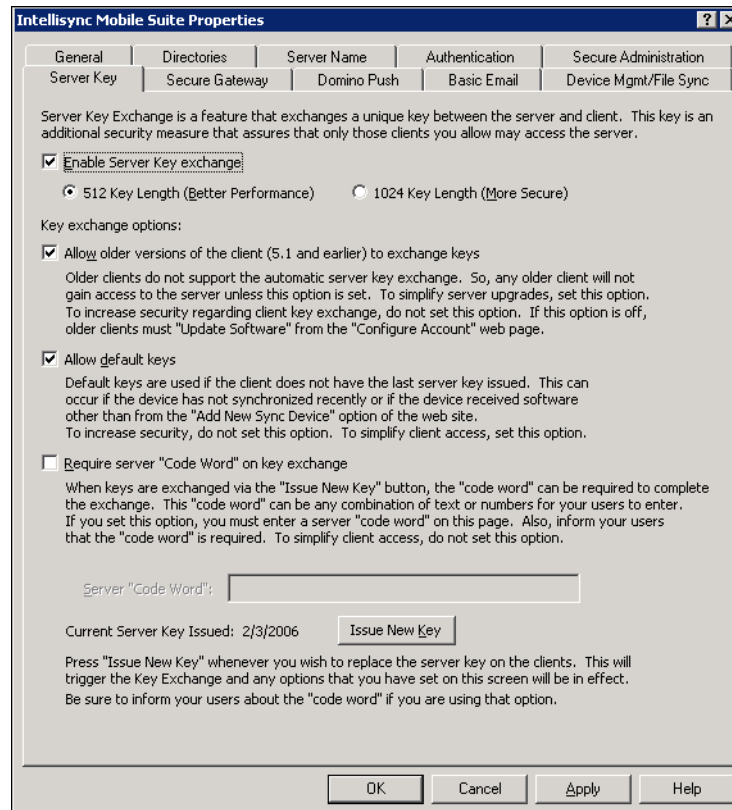 Intellisync Mobile Suite Properties
General Directories Server Name Authentication Secure Administration
Server Key Secure Gateway Domino Push Basic Email Device Mgmt/File Sync
Server Key Exchange is a feature that exchanges a unique key between the server and client. This key is an
additional security measure that assures that only those clients you allow may access the server.
Enable Server Key exchange
512 Key Length (Better Performance) 1024 Key Length (More Secure)
Key exchange options:
Allow older versions of the client (5.1 and earlier) to exchange keys
Older clients do not support the automatic server key exchange. So, any older client will not
gain access to the server unless this option is set. To simplify server upgrades, set this option.
To increase security regarding client key exchange, do not set this option. If this option is off,
older clients must "Update Software" from the "Configure Account" web page.
Allow default keys
Default keys are used if the client does not have the last server key issued. This can
occur if the device has not synchronized recently or if the device received software
other than from the "Add New Sync Device" option of the web site.
To increase security, do not set this option. To simplify client access, set this option.
Require server "Code Word" on key exchange
When keys are exchanged via the "Issue New Key" button, the "code word" can be required to complete
the exchange. This "code word" can be any combination of text or numbers for your users to enter.
If you set this option, you must enter a server "code word" on this page. Also, inform your users
that the "code word" is required. To simplify client access, do not set this option.
Server "Code Word":
Current Server Key Issued: 2/3/2006 Issue New Key
Press "Issue New Key" whenever you wish to replace the server key on the clients. This will
trigger the Key Exchange and any options that you have set on this screen will be in effect.
Be sure to inform your users about the "code word" if you are using that option.
OK Cancel Apply Help